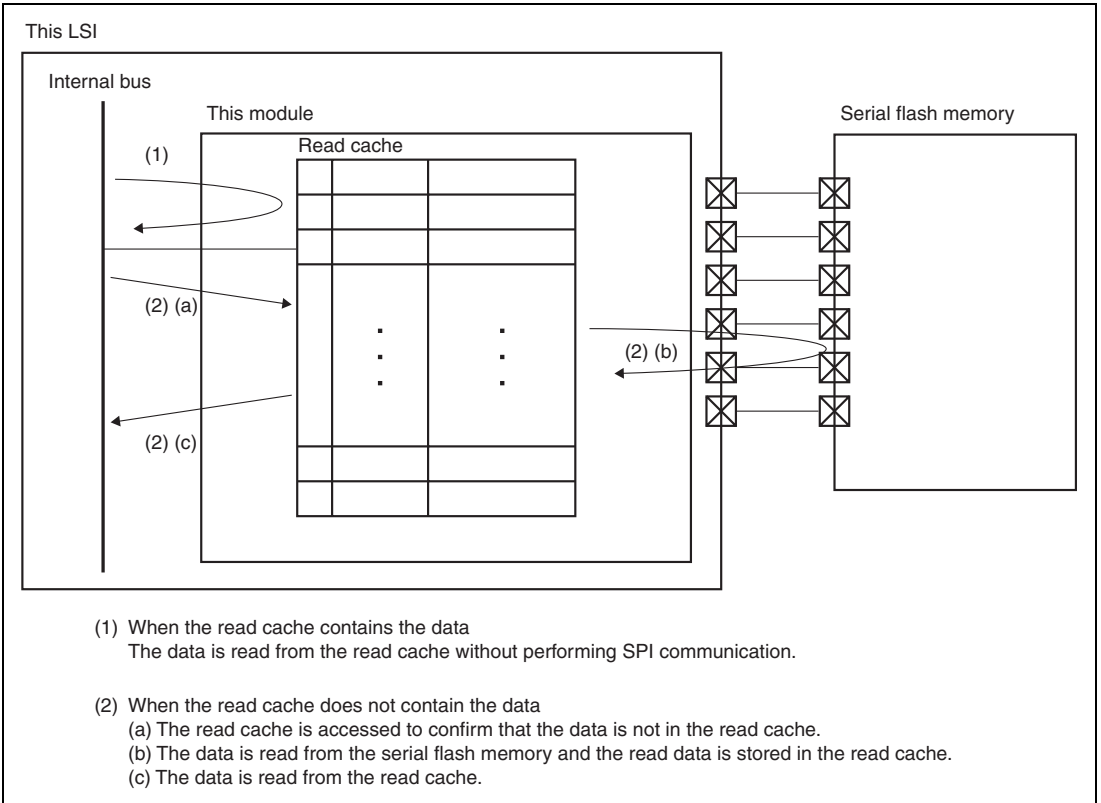 This LSI
Internal bus
This module
Serial flash memory
Read cache
(1)
(2) (a)
(2) (b)
(2) (c)
(1) When the read cache contains the data
The data is read from the read cache without performing SPI communication.
(2) When the read cache does not contain the data
(a) The read cache is accessed to confirm that the data is not in the read cache.
(b) The data is read from the serial flash memory and the read data is stored in the read cache.
(c) The data is read from the read cache.